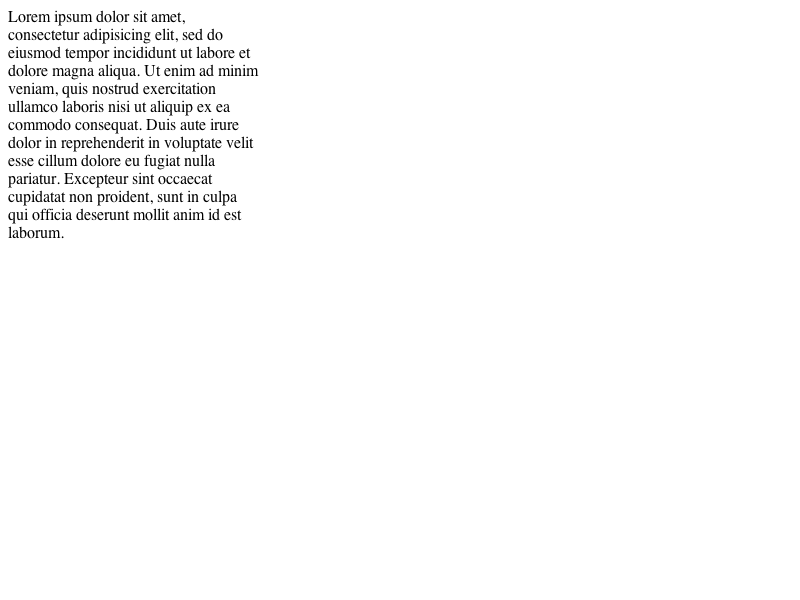 Lorem ipsum dolor sit amet,
consectetur adipisicing elit, sed do
eiusmod tempor incididunt ut labore et
dolore magna aliqua. Ut enim ad minim
veniam, quis nostrud exercitation
ullamco laboris nisi ut aliquip ex ea
commodo consequat. Duis aute irure
dolor in reprehenderit in voluptate velit
esse cillum dolore eu fugiat nulla
pariatur. Excepteur sint occaecat
cupidatat non proident, sunt in culpa
qui officia deserunt mollit anim id est
laborum.